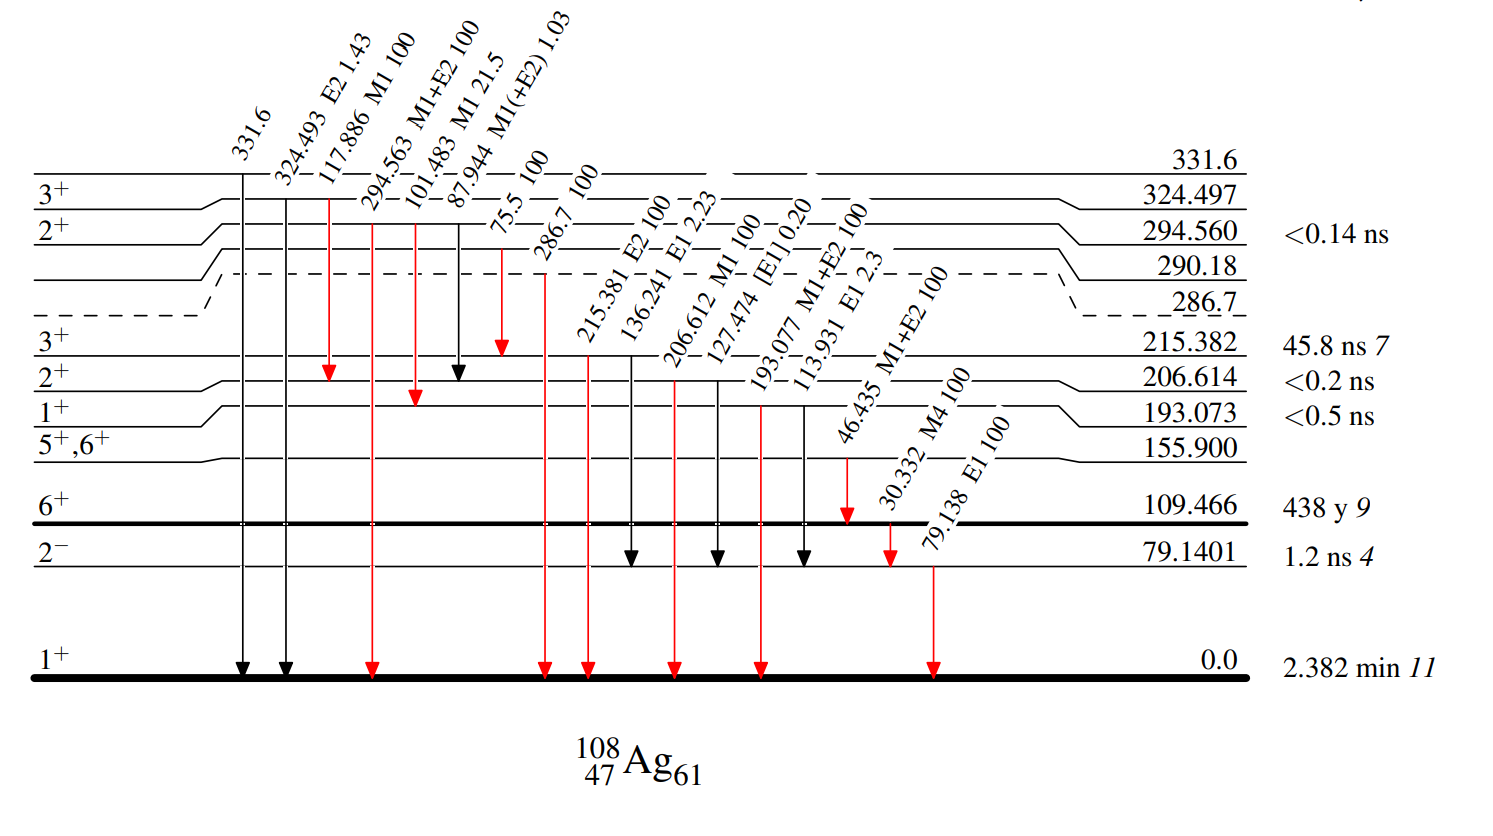 331.6
324.493 E2 1.43
117.886 M1 100
294.563 M1+E2 100
101.483 M1 21.5
87.944 M1(+E2) 1.03
75.5 100
286.7 100
215.381 E2 100
136.241 E1 2.23
206.612 M1 100
127.474 [E1] 0.20
193.077 M1+E2 100
113.931 E1 2.3
46.435 M1+E2 100
30.332 M4 100
79.138 E1 100
331.6
3+ 324.497
2+ 294.560 <0.14 ns
290.18
286.7
3+ 215.382 45.8 ns 7
2+ 206.614 <0.2 ns
1+ 193.073 <0.5 ns
5+,6+ 155.900
6+ 109.466 438 y 9
2− 79.1401 1.2 ns 4
1+ 0.0 2.382 min 11
108 47 Ag61